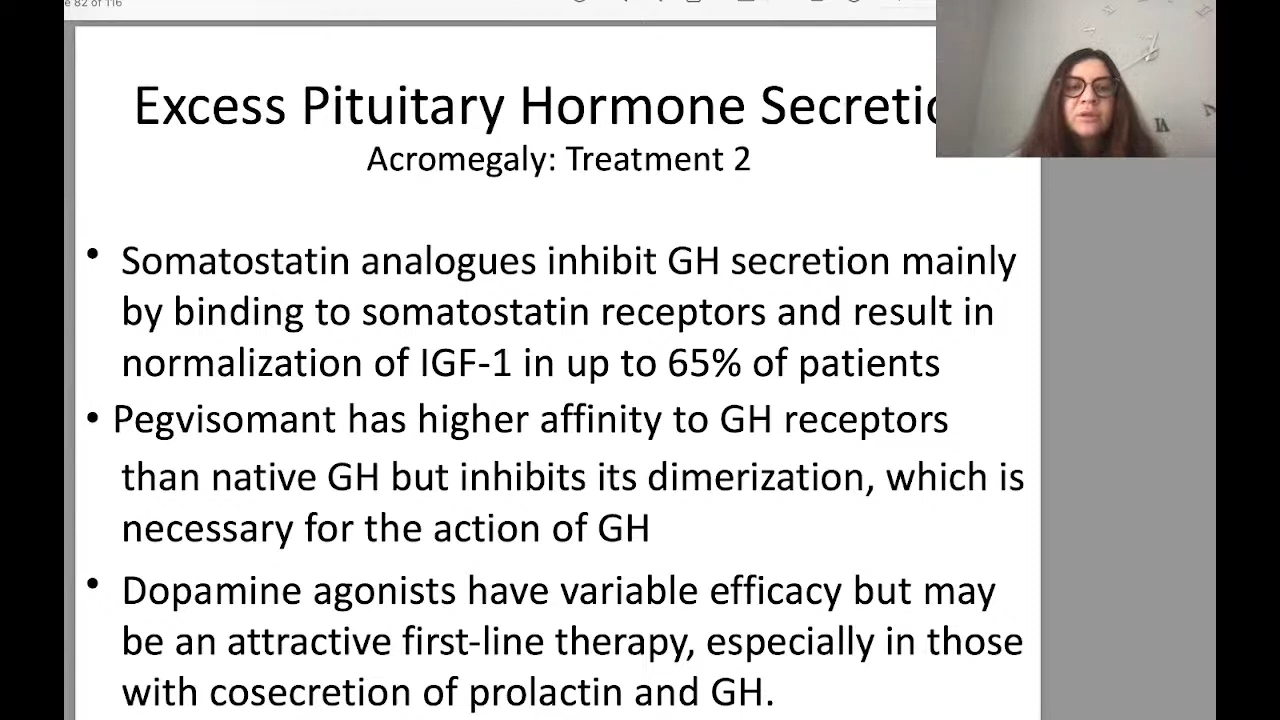 e 82 of 116
Excess Pituitary Hormone Secretio
Acromegaly: Treatment 2
• Somatostatin analogues inhibit GH secretion mainly
by binding to somatostatin receptors and result in
normalization of IGF-1 in up to 65% of patients
• Pegvisomant has higher affinity to GH receptors
than native GH but inhibits its dimerization, which is
necessary for the action of GH
• Dopamine agonists have variable efficacy but may
be an attractive first-line therapy, especially in those
with cosecretion of prolactin and GH.